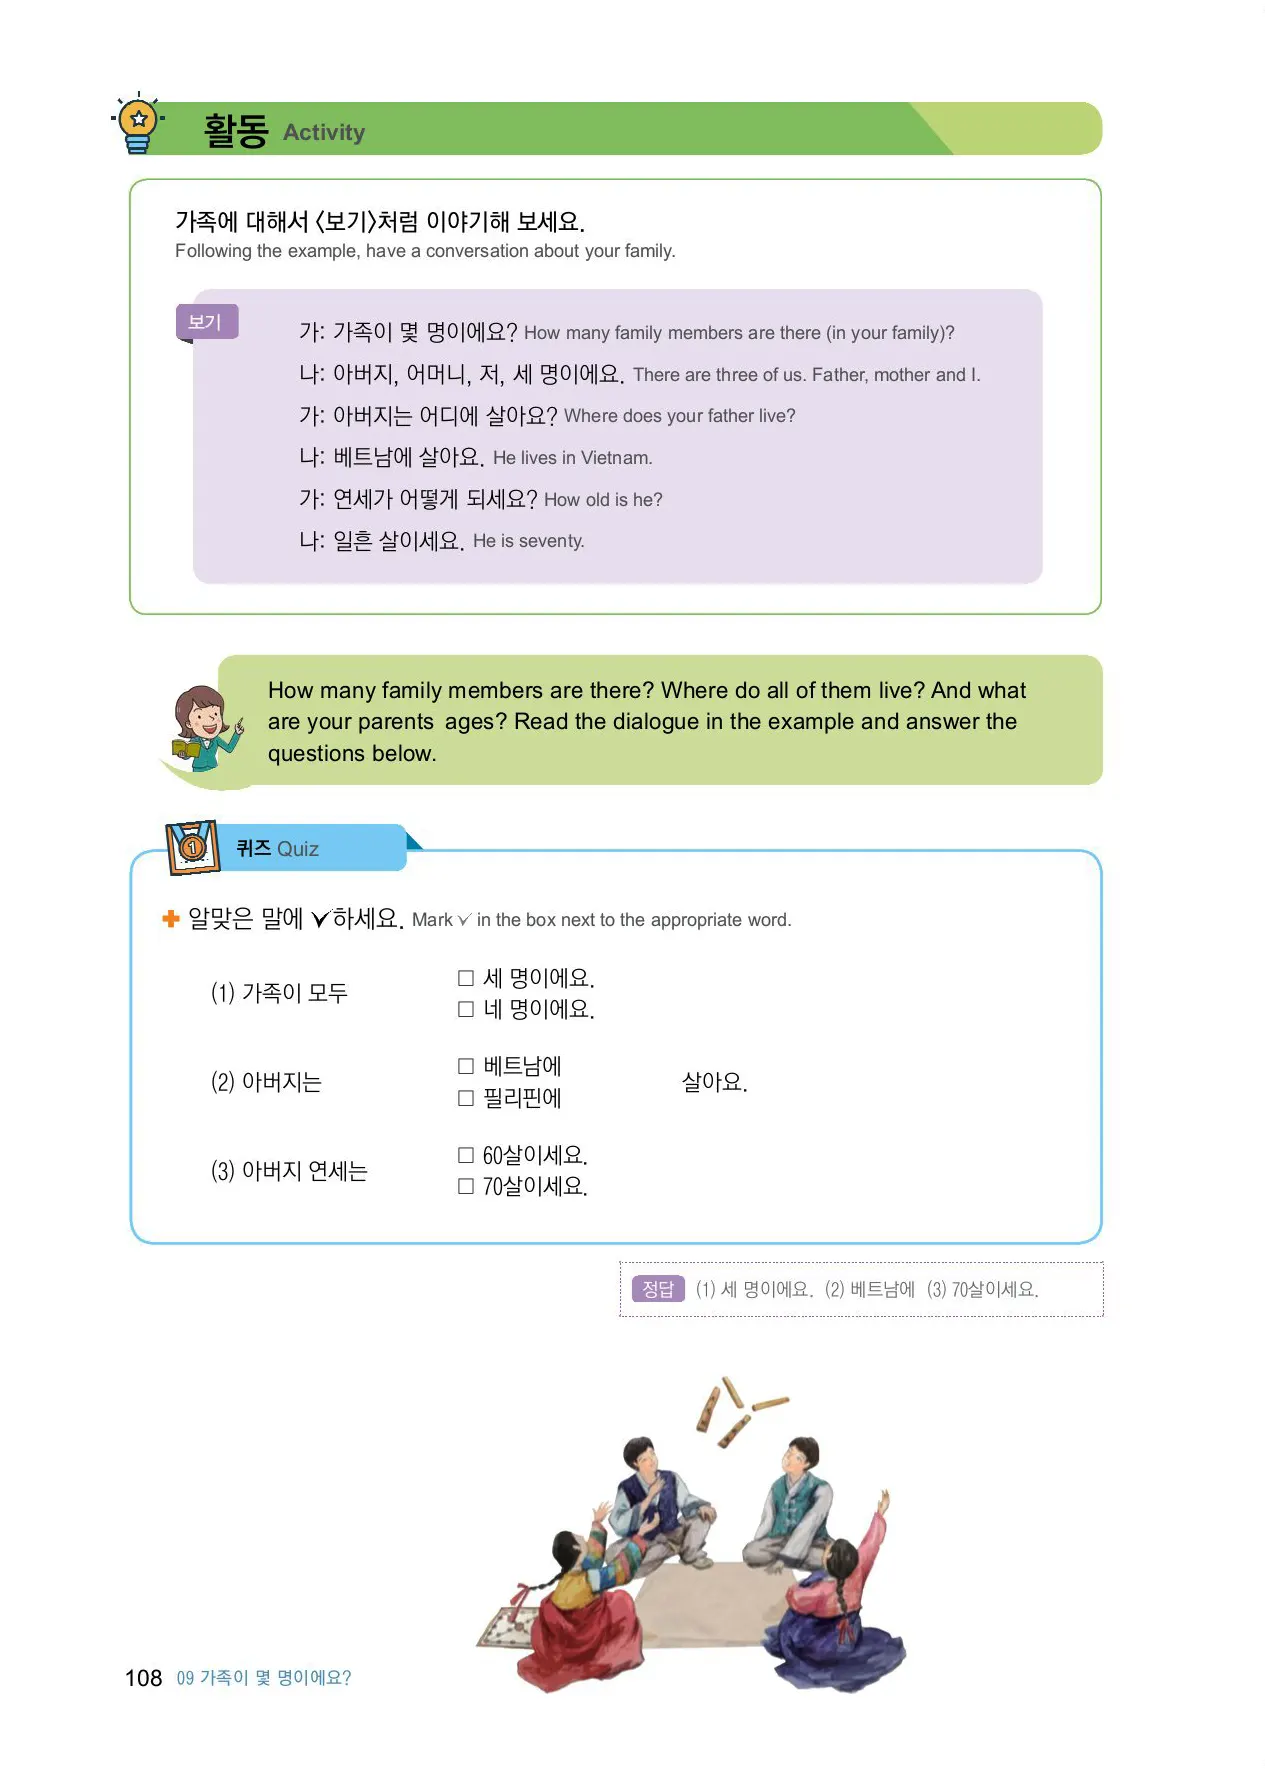 활동 Activity
가족에 대해서 〈보기〉처럼 이야기해 보세요.
Following the example, have a conversation about your family.
보기
가: 가족이 몇 명이에요? How many family members are there (in your family)?
나: 아버지, 어머니, 저, 세 명이에요. There are three of us. Father, mother and I.
가: 아버지는 어디에 살아요? Where does your father live?
나: 베트남에 살아요. He lives in Vietnam.
가: 연세가 어떻게 되세요? How old is he?
나: 일흔 살이세요. He is seventy.
How many family members are there? Where do all of them live? And what
are your parents ages? Read the dialogue in the example and answer the
questions below.
1
퀴즈 Quiz
알맞은 말에 ✓하세요. Mark ✓ in the box next to the appropriate word.
(1) 가족이 모두
□ 세 명이에요.
□ 네 명이에요.
(2) 아버지는
□ 베트남에
□ 필리핀에
살아요.
(3) 아버지 연세는
□ 60살이세요.
□ 70살이세요.
정답 (1) 세 명이에요. (2) 베트남에 (3) 70살이세요.
108 09 가족이 몇 명이에요?